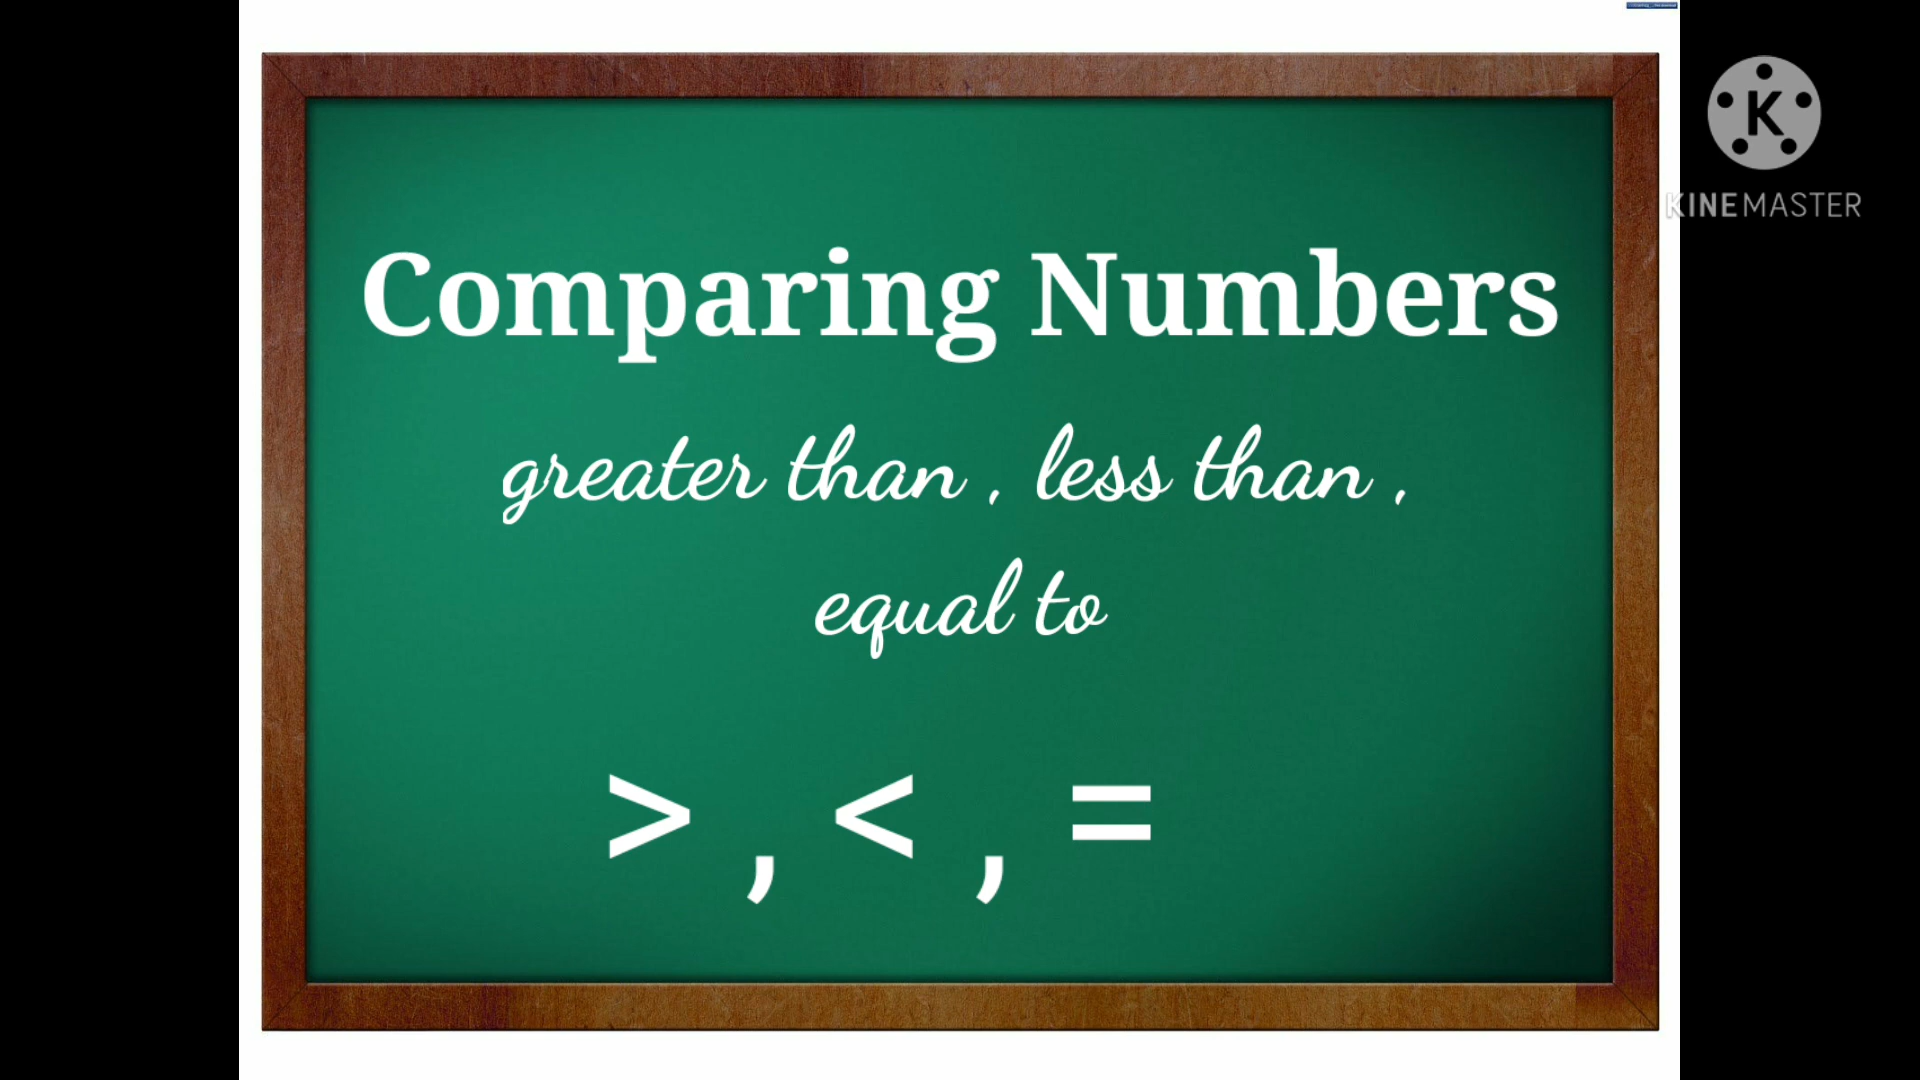 K
KINEMASTER
Comparing Numbers
greater than , less than ,
equal to
> , < , =